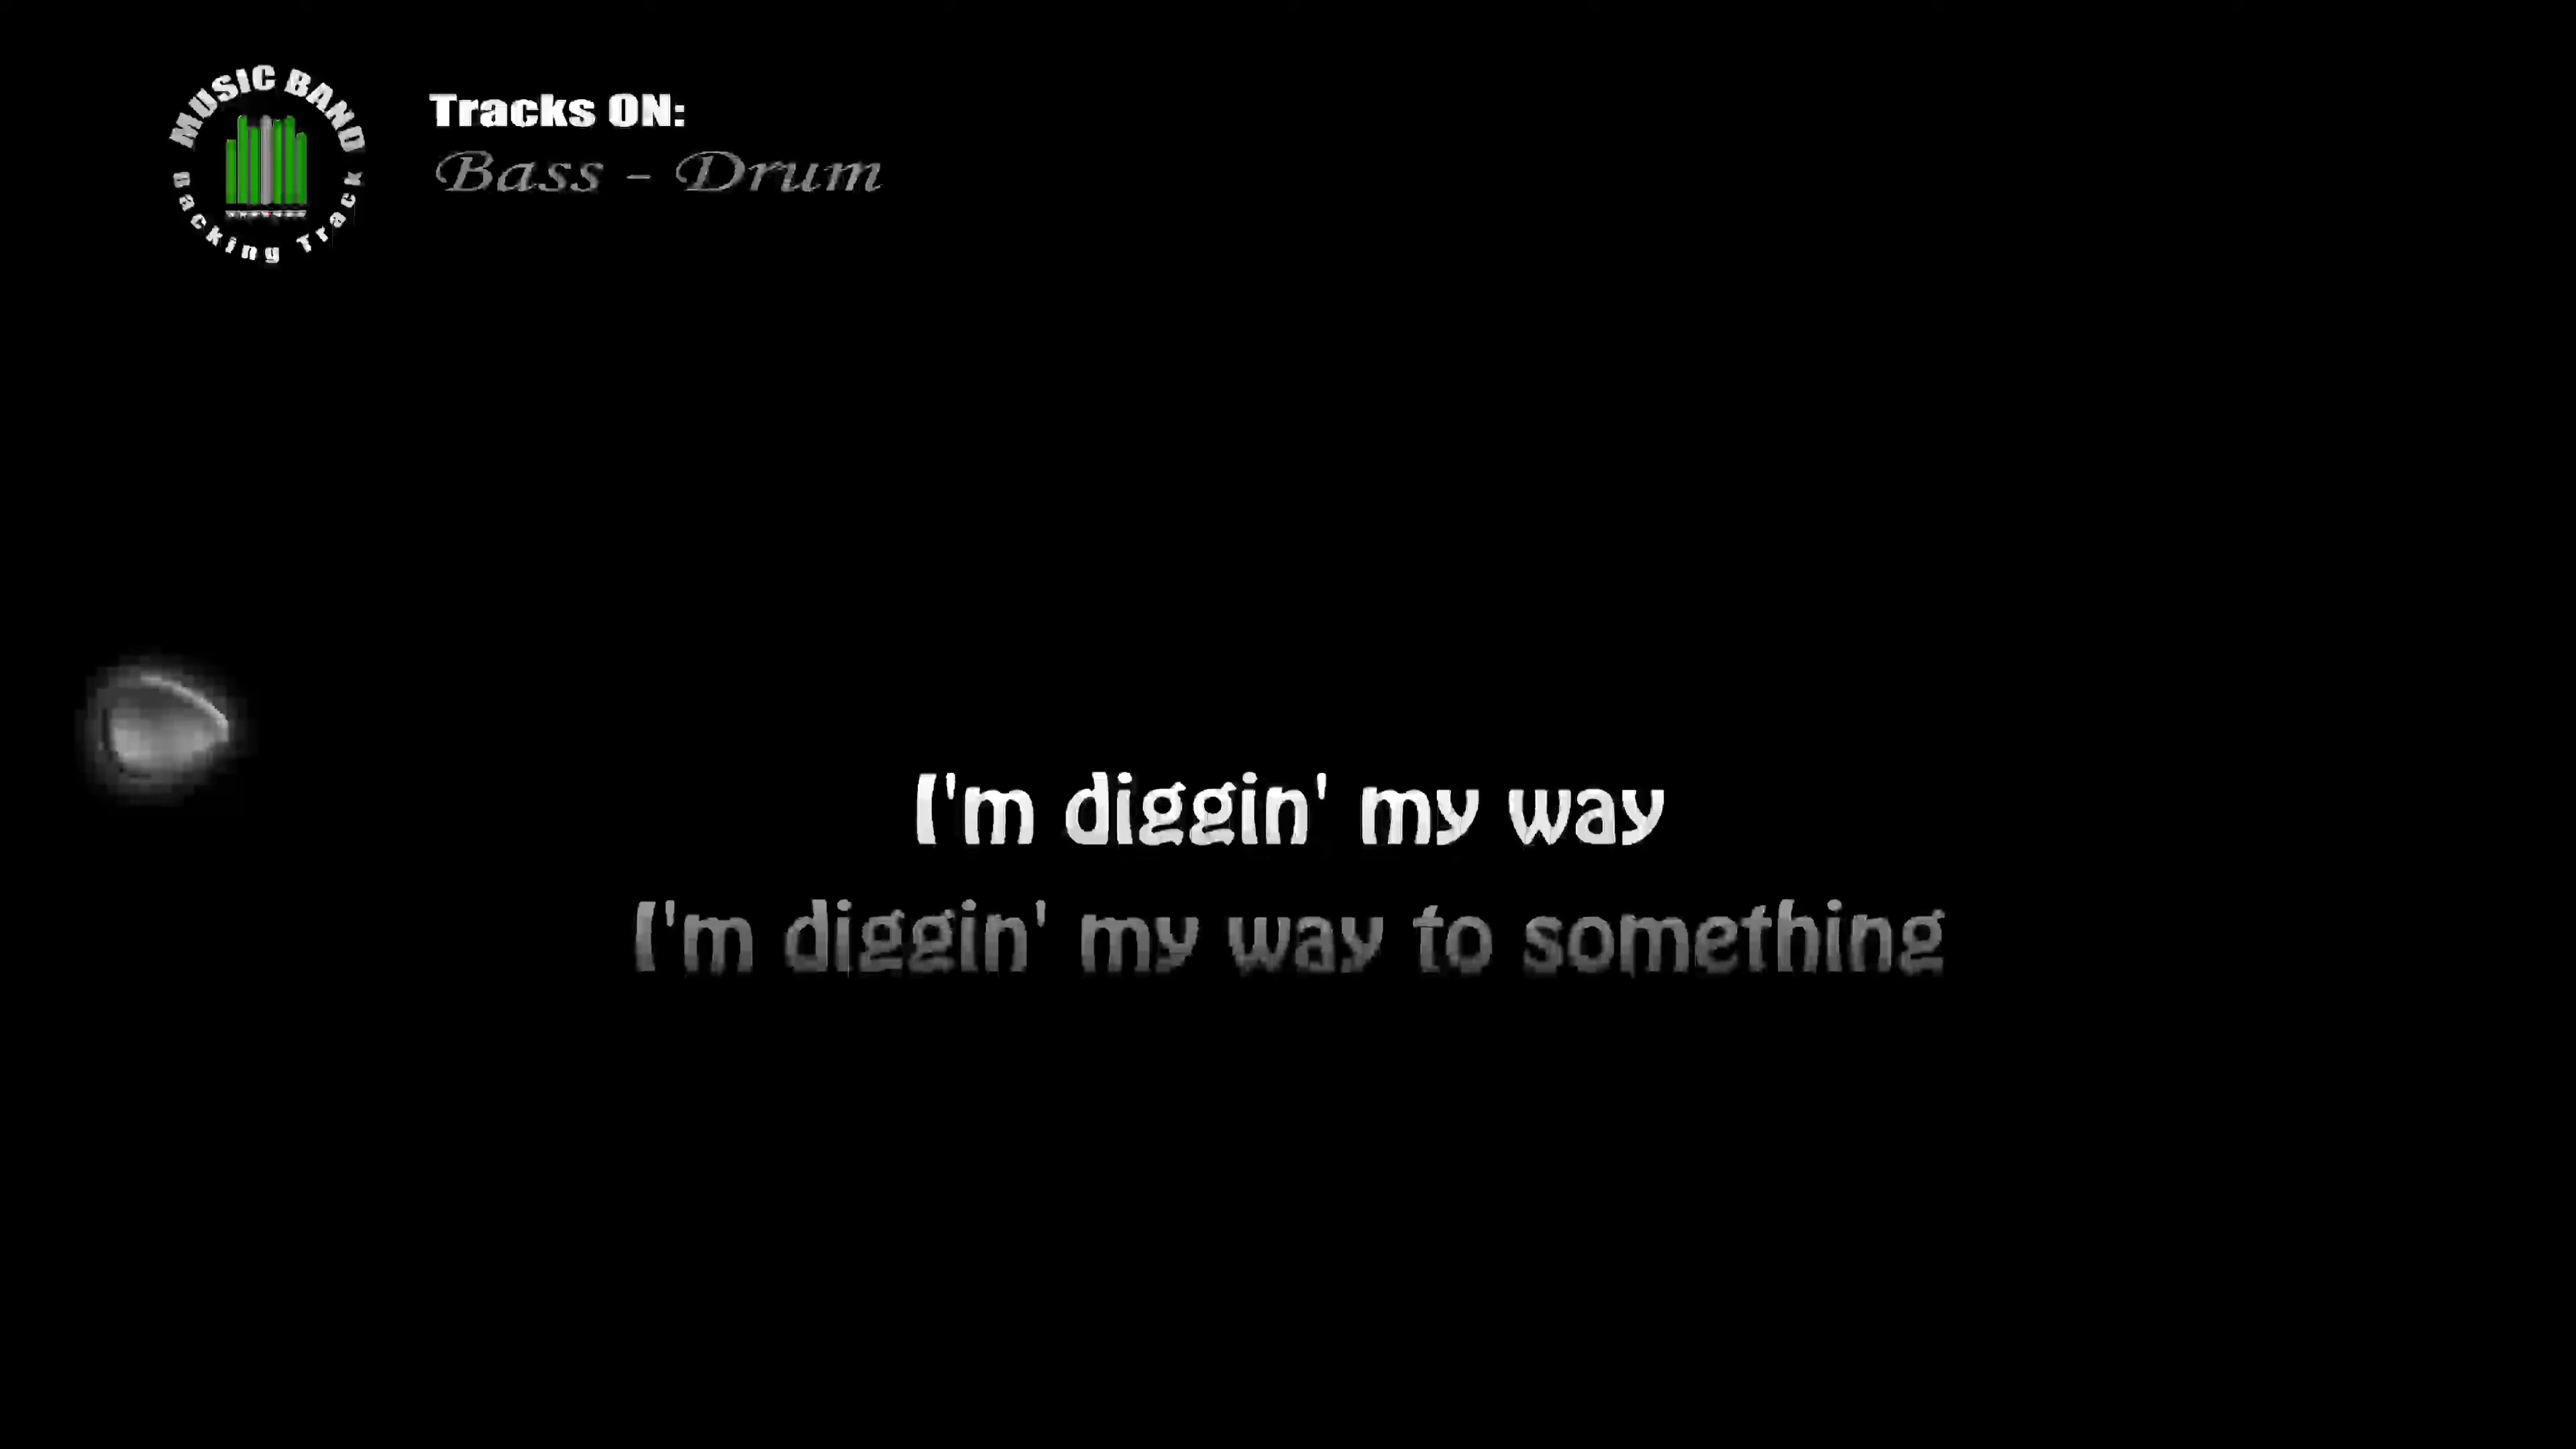 MUSIC BAND
Backing Track
Tracks ON:
Bass - Drum
I'm diggin' my way
I'm diggin' my way to something